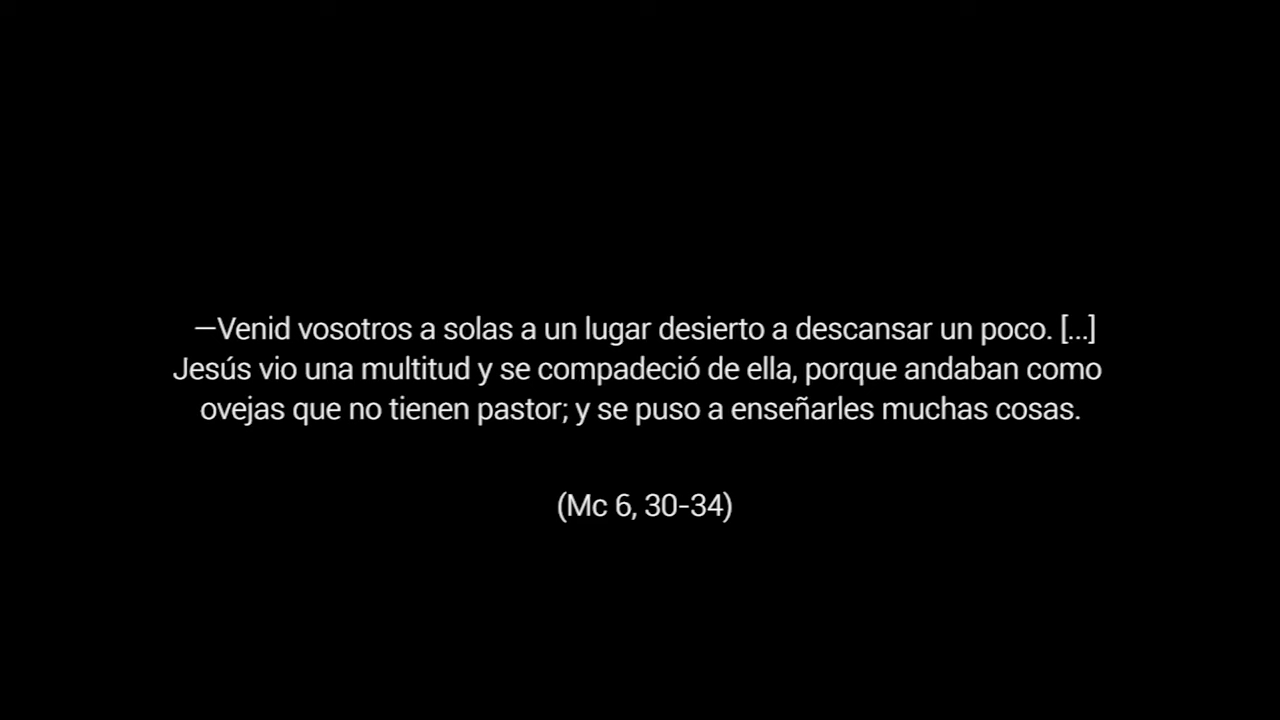 —Venid vosotros a solas a un lugar desierto a descansar un poco. [...]
Jesús vio una multitud y se compadeció de ella, porque andaban como
ovejas que no tienen pastor; y se puso a enseñarles muchas cosas.
(Mc 6, 30-34)